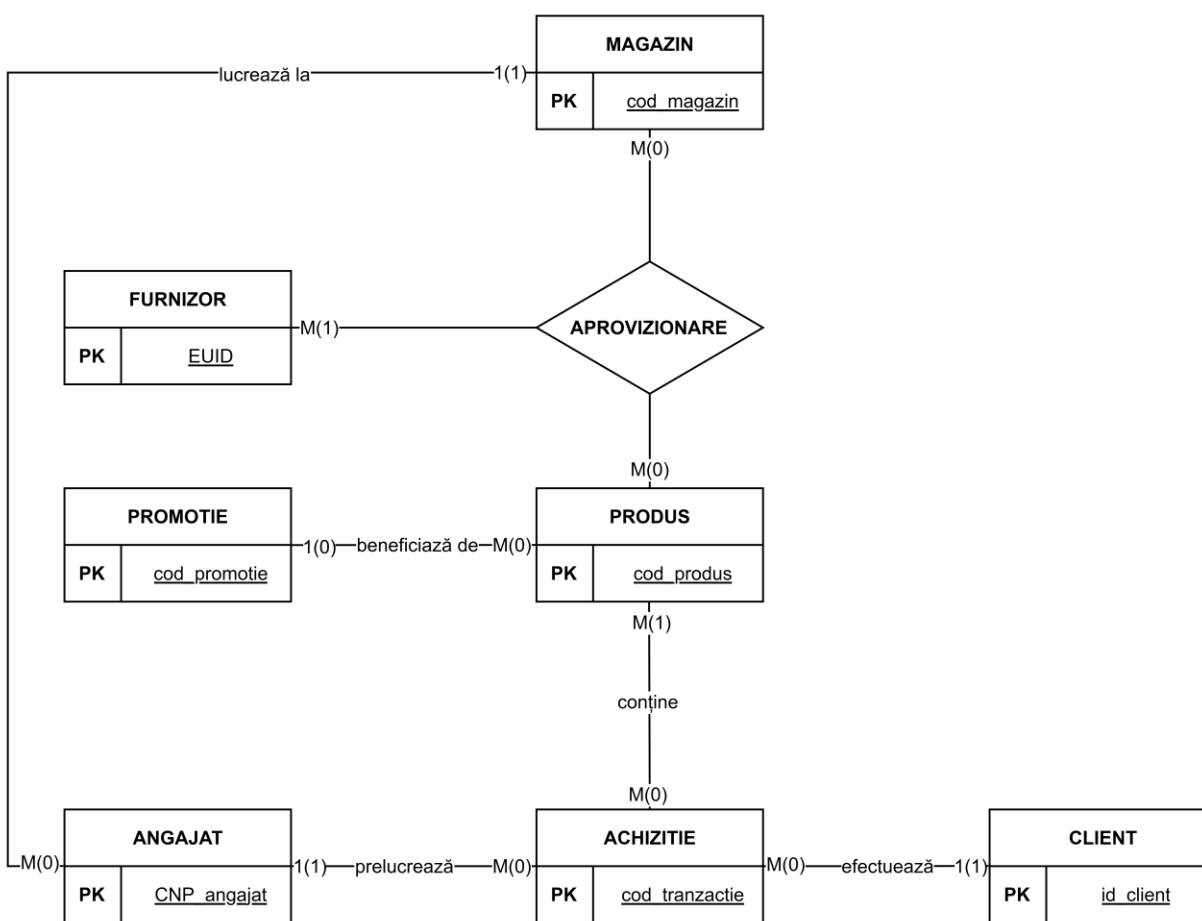 MAGAZIN
lucrează la
1(1)
PK
cod_magazin
M(0)
FURNIZOR
M(1)
APROVIZIONARE
PK
EUID
M(0)
PROMOTIE
PRODUS
1(0)
beneficiază de
M(0)
PK
cod_promotie
PK
cod_produs
M(1)
conține
M(0)
ANGAJAT
ACHIZITIE
CLIENT
M(0)
1(1)
prelucrează
M(0)
M(0)
efectuează
1(1)
PK
CNP_angajat
PK
cod_tranzactie
PK
id_client